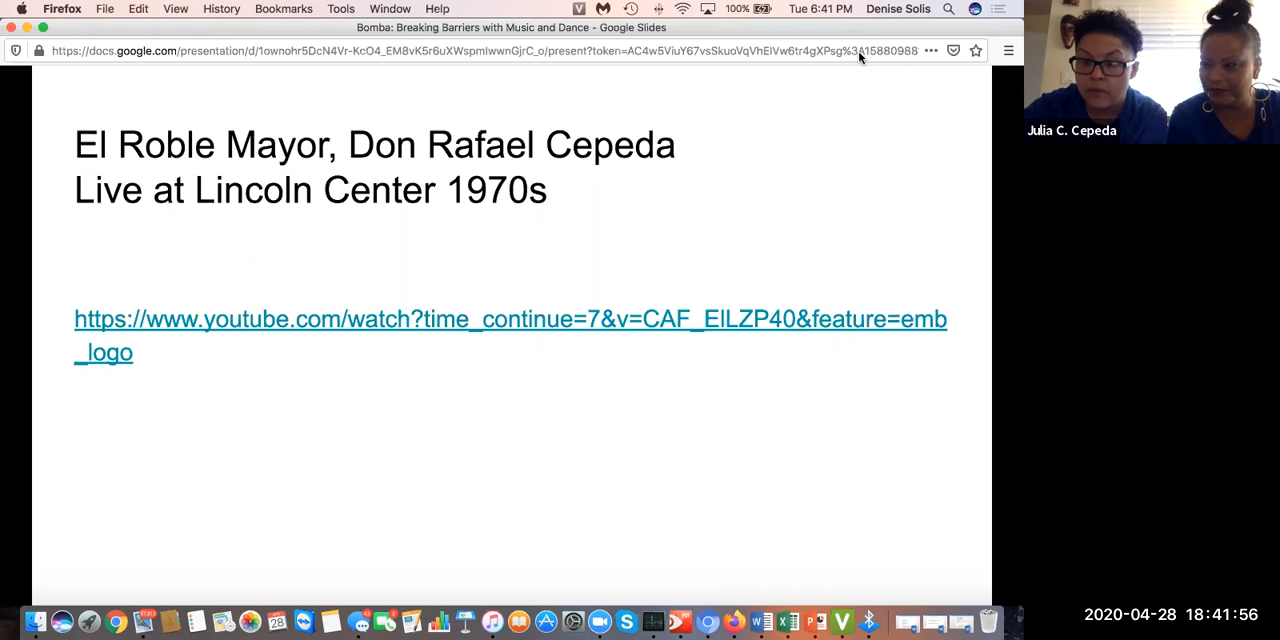 Firefox File Edit View History Bookmarks Tools Window Help 100% Tue 6:41 PM Denise Solis
Bomba: Breaking Barriers with Music and Dance - Google Slides
Julia C. Cepeda
El Roble Mayor, Don Rafael Cepeda
Live at Lincoln Center 1970s
https://www.youtube.com/watch?time_continue=7&v=CAF_ElLZP40&feature=emb
_logo
2020-04-28 18:41:56